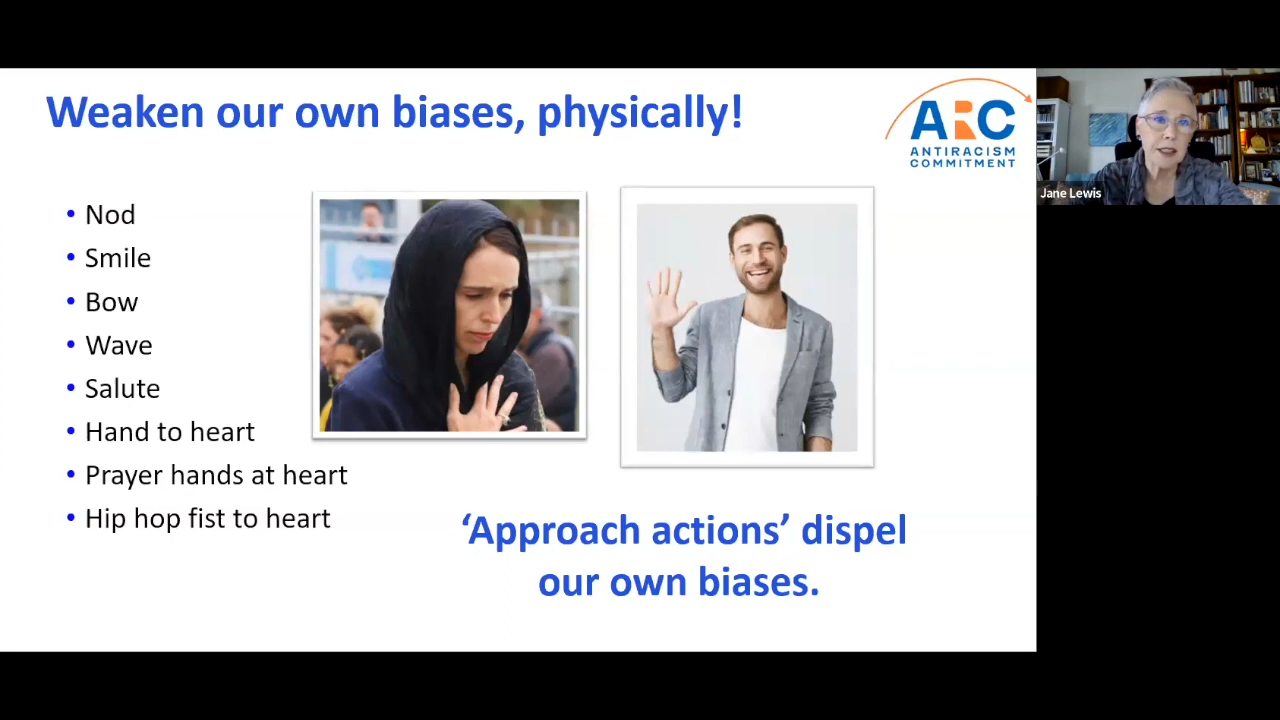 Weaken our own biases, physically!
ARC
ANTIRACISM
COMMITMENT
Jane Lewis
• Nod
• Smile
• Bow
• Wave
• Salute
• Hand to heart
• Prayer hands at heart
• Hip hop fist to heart
‘Approach actions’ dispel
our own biases.